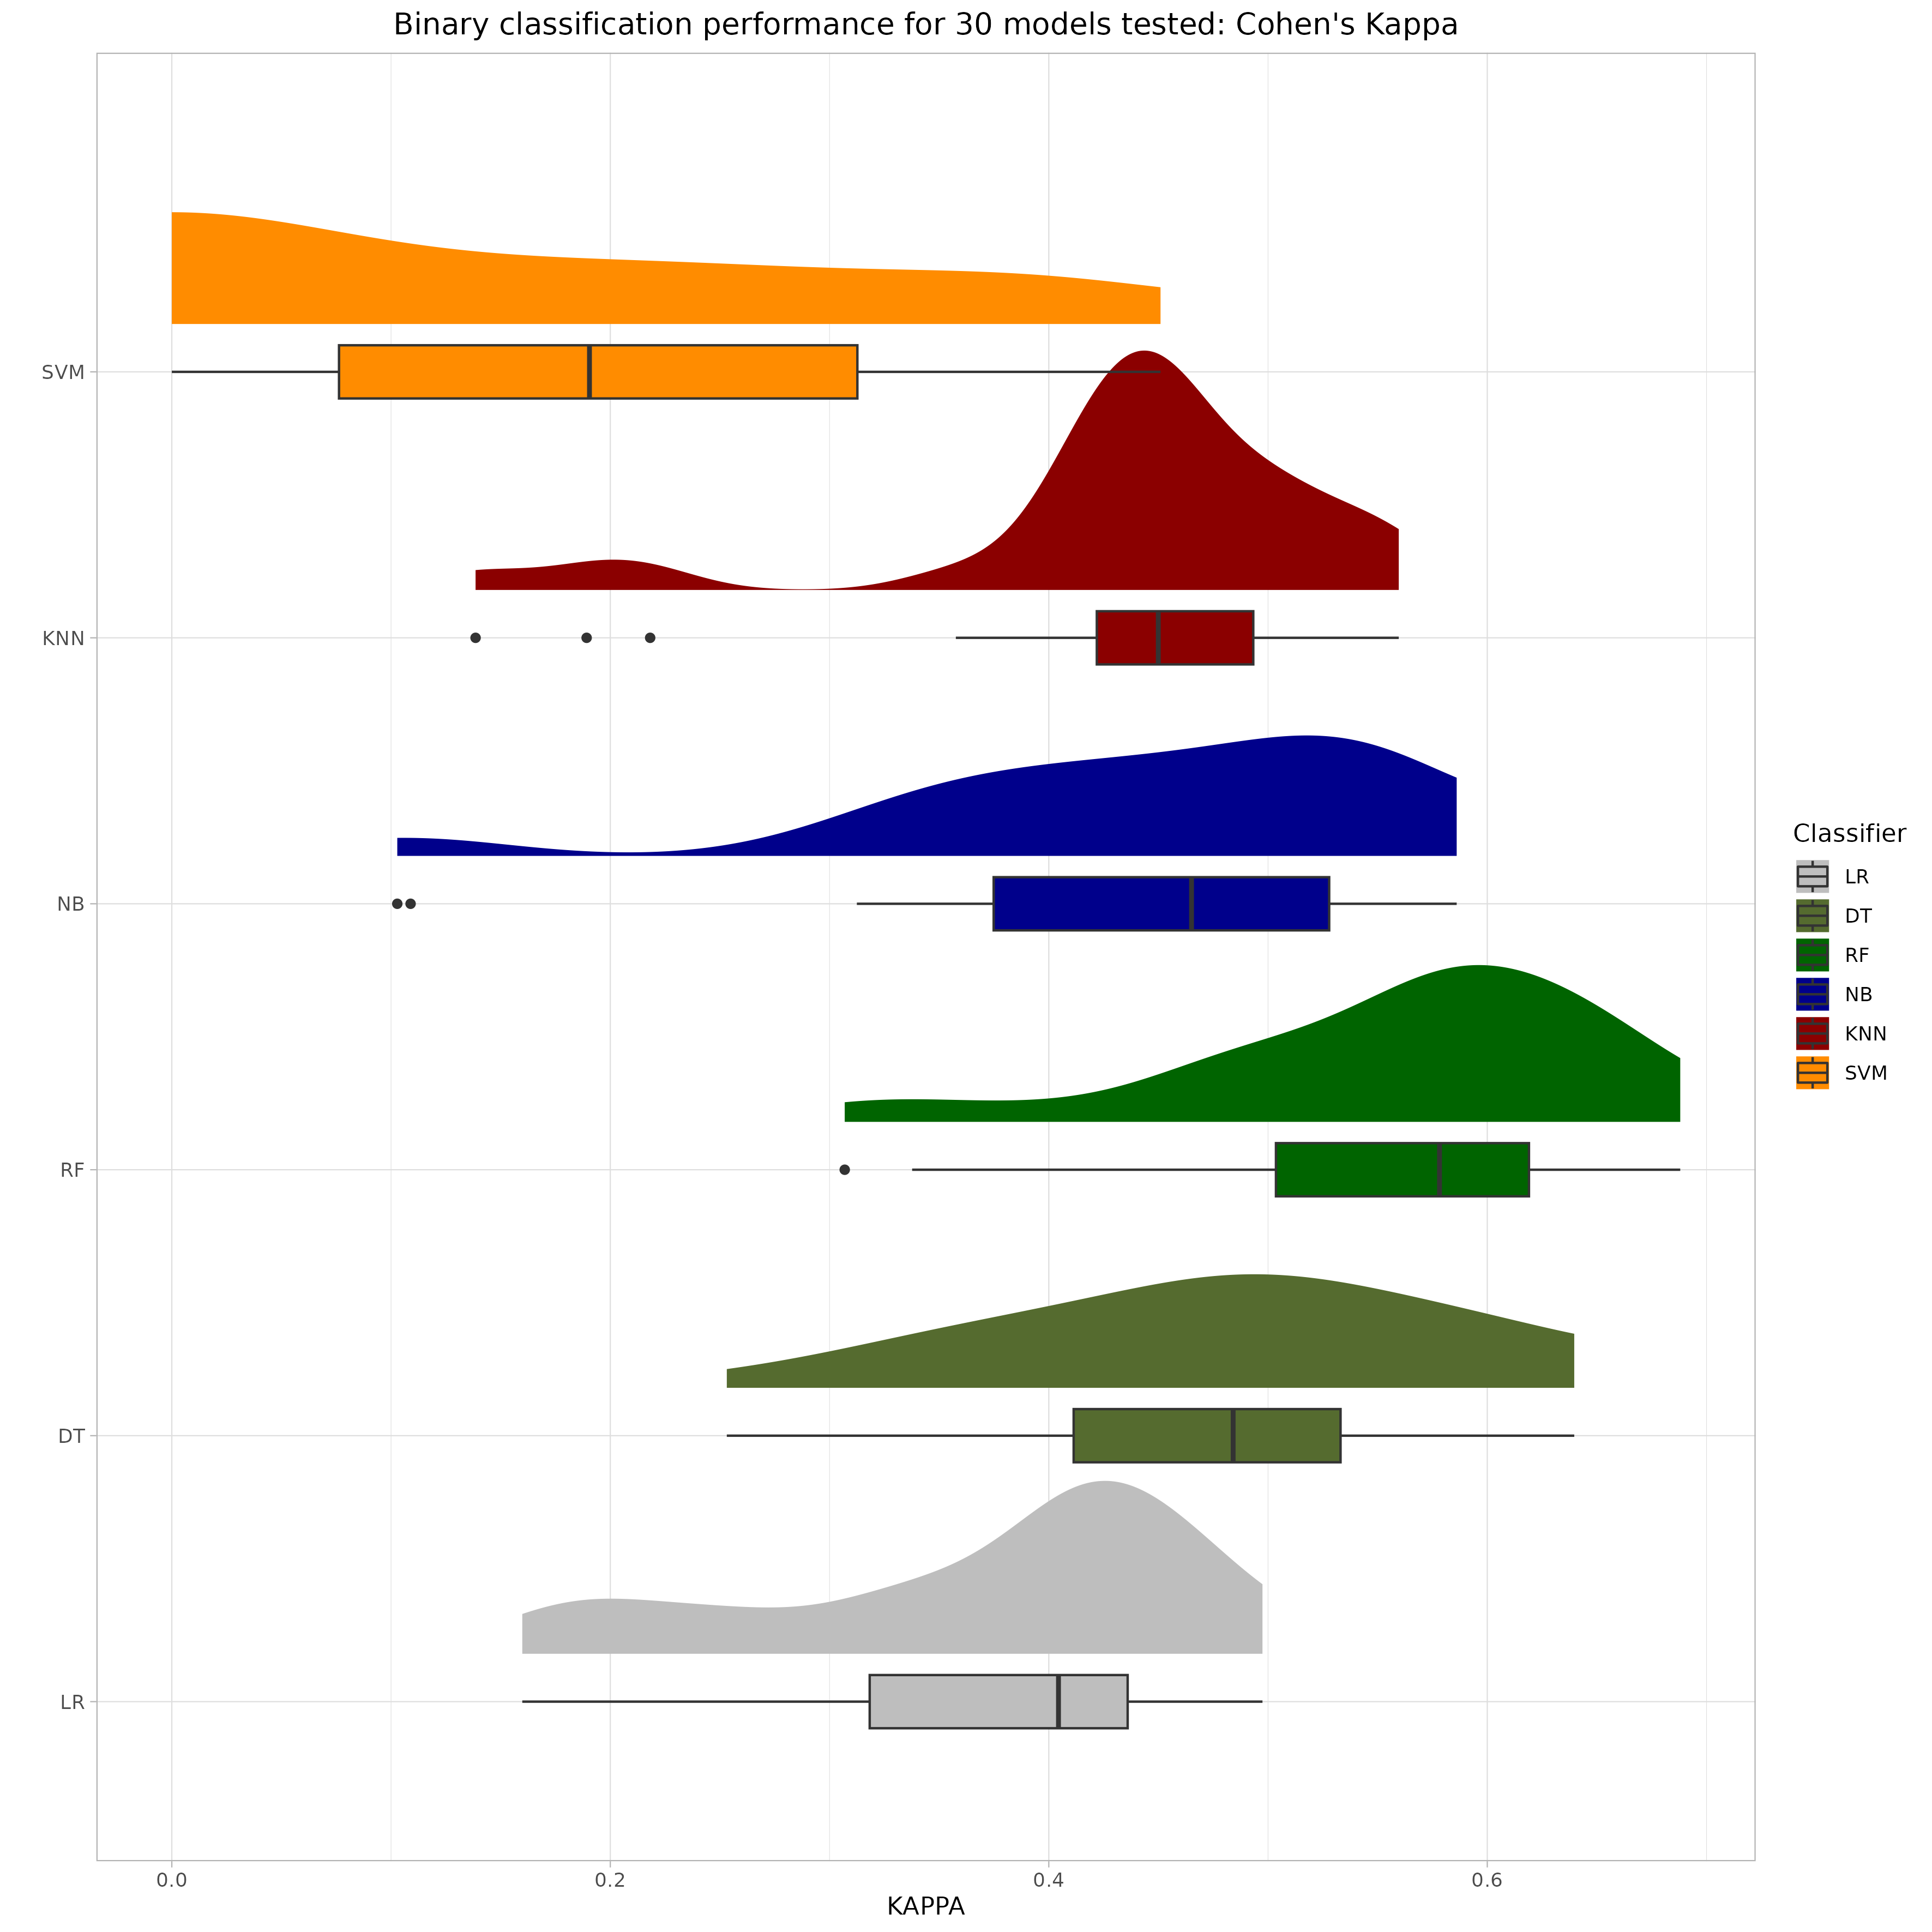 Binary classification performance for 30 models tested: Cohen's Kappa
SVM
KNN
NB
RF
DT
LR
0.0
0.2
0.4
0.6
KAPPA
Classifier
LR
DT
RF
NB
KNN
SVM